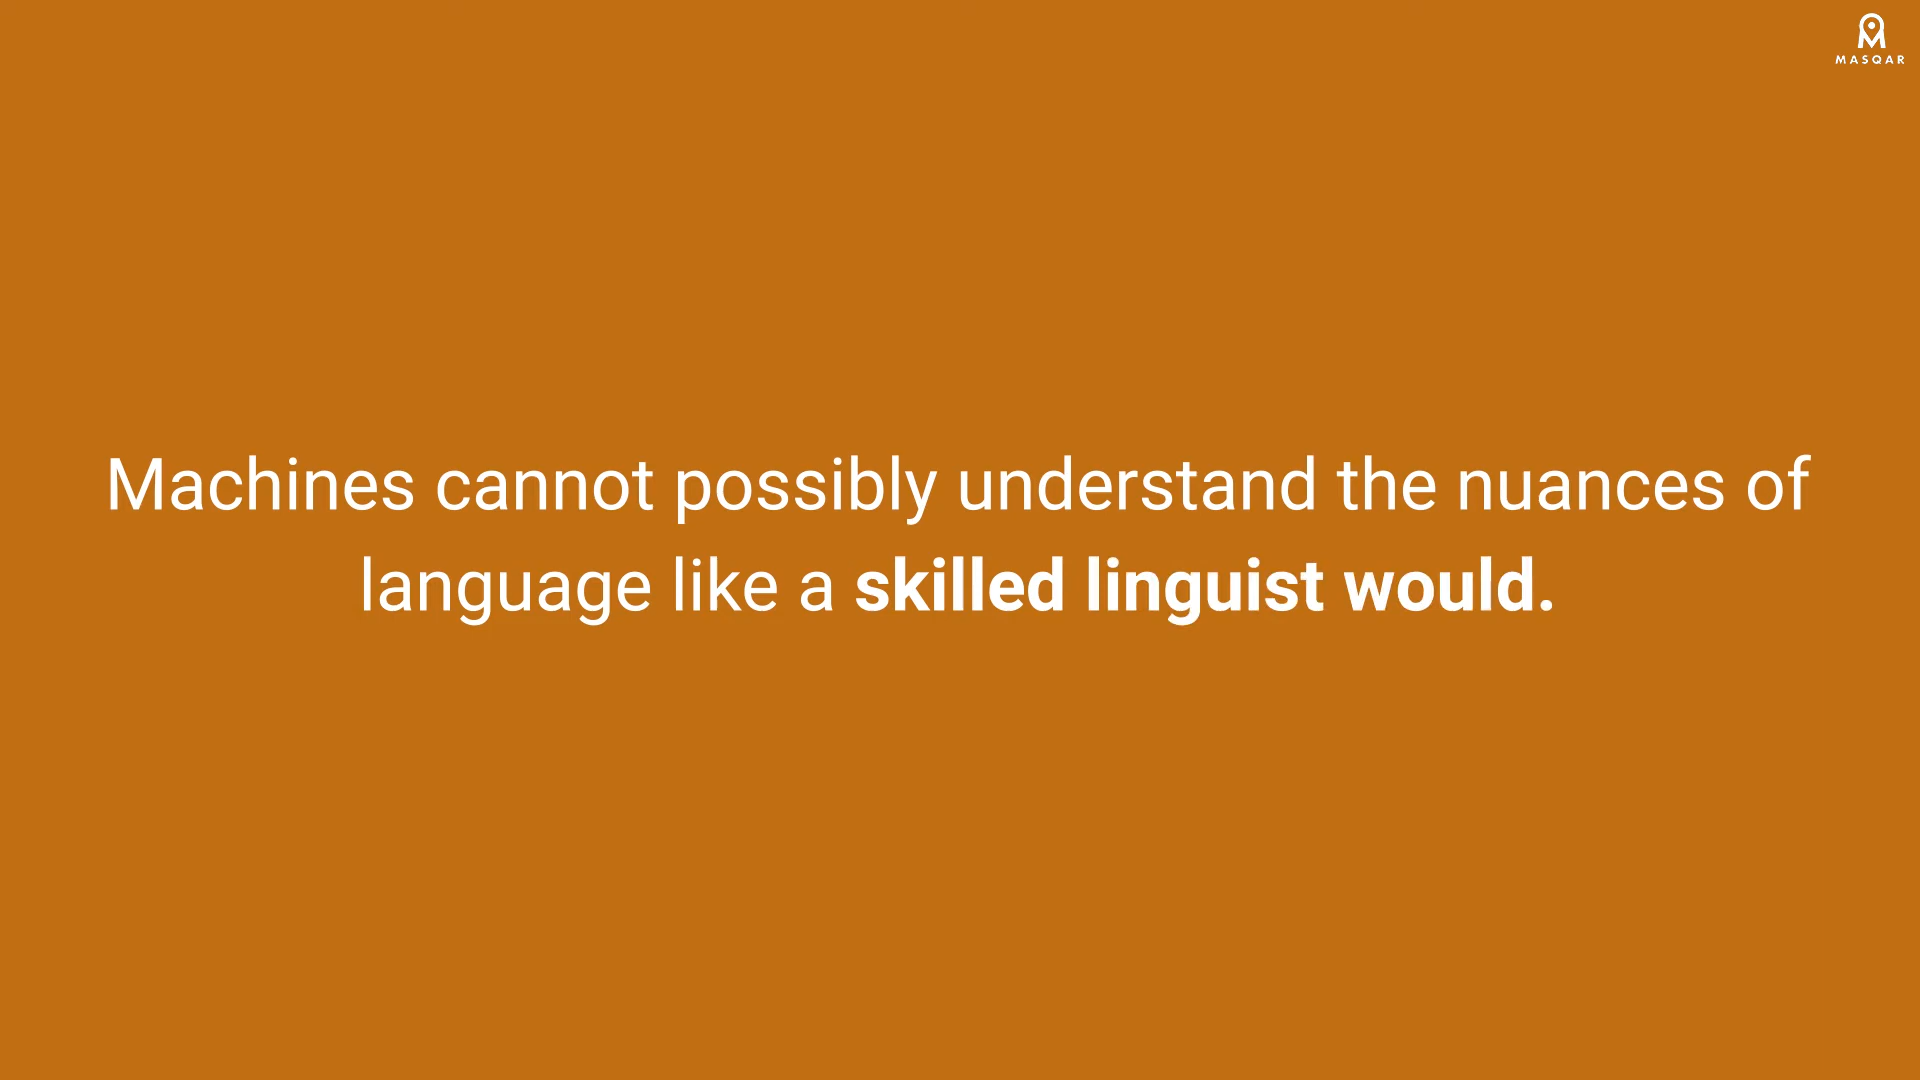 MASQAR
Machines cannot possibly understand the nuances of
language like a skilled linguist would.